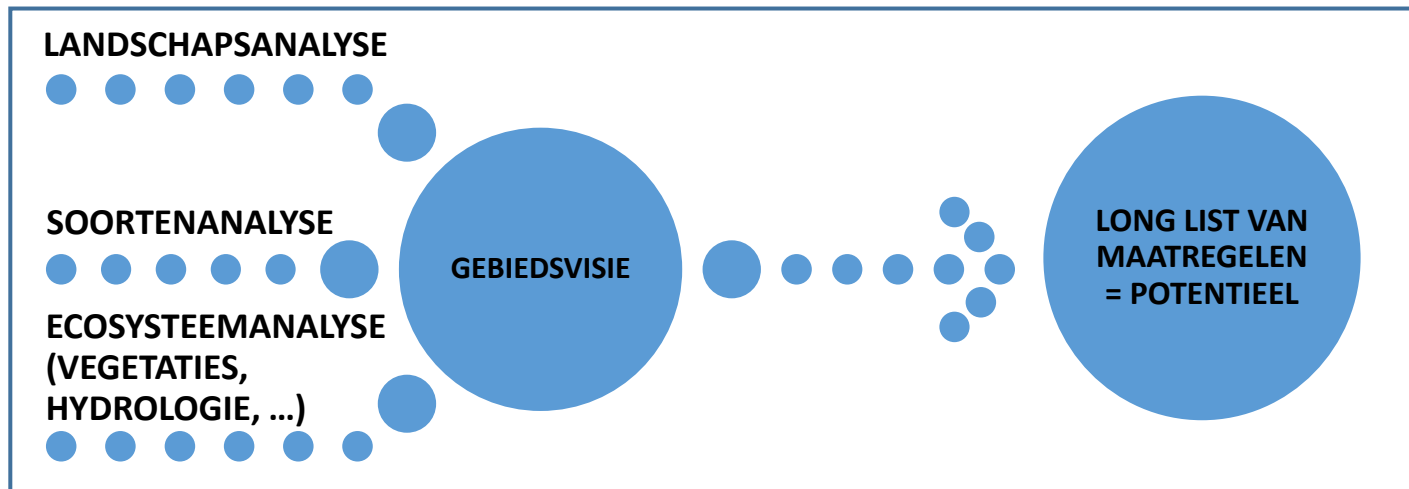 LANDSCHAPSANALYSE
SOORTENANALYSE
ECOSYSTEEMANALYSE
(VEGETATIES,
HYDROLOGIE, ...)
GEBIEDSVISIE
LONG LIST VAN
MAATREGELEN
= POTENTIEEL